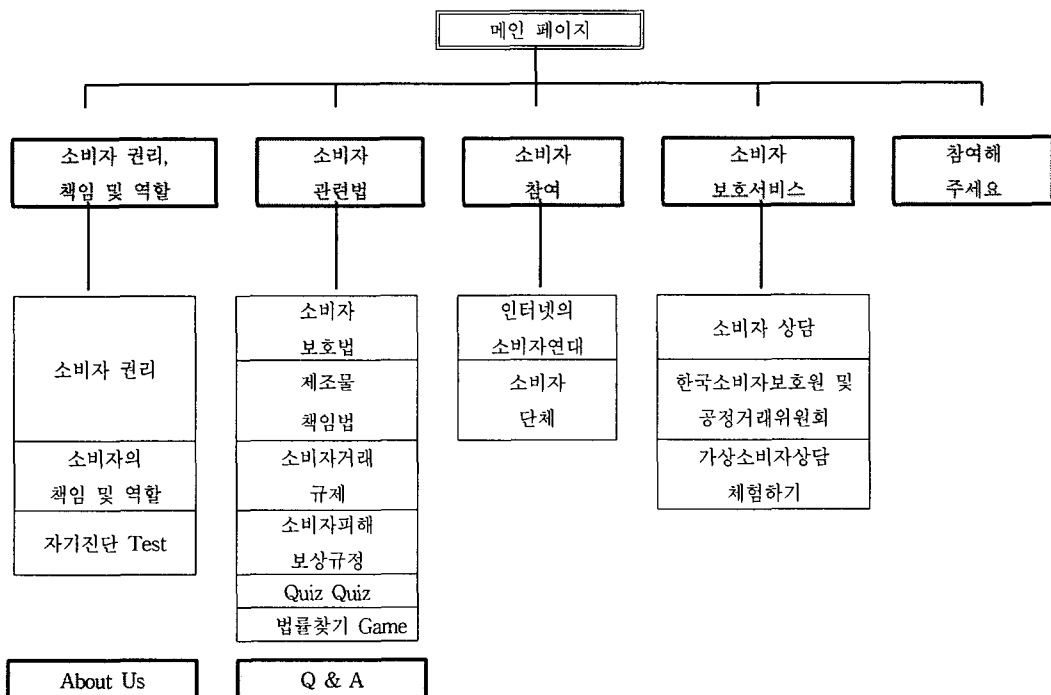 메인 페이지
소비자 권리,
책임 및 역할
소비자
관련법
소비자
참여
소비자
보호서비스
참여해
주세요
소비자 권리
소비자의
책임 및 역할
자기진단 Test
소비자
보호법
제조물
책임법
소비자거래
규제
소비자피해
보상규정
Quiz Quiz
법률찾기 Game
인터넷의
소비자연대
소비자
단체
소비자 상담
한국소비자보호원 및
공정거래위원회
가상소비자상담
체험하기
About Us
Q & A